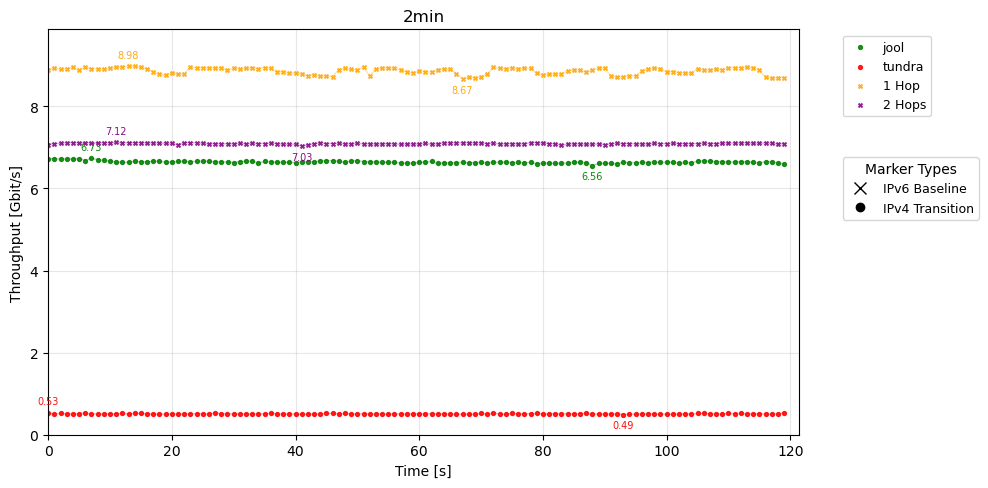 2min
8.98
8.67
7.12
6.73
7.03
6.56
0.53
0.49
8
6
4
2
0
0 20 40 60 80 100 120
Time [s]
Throughput [Gbit/s]
jool
tundra
1 Hop
2 Hops
Marker Types
IPv6 Baseline
IPv4 Transition